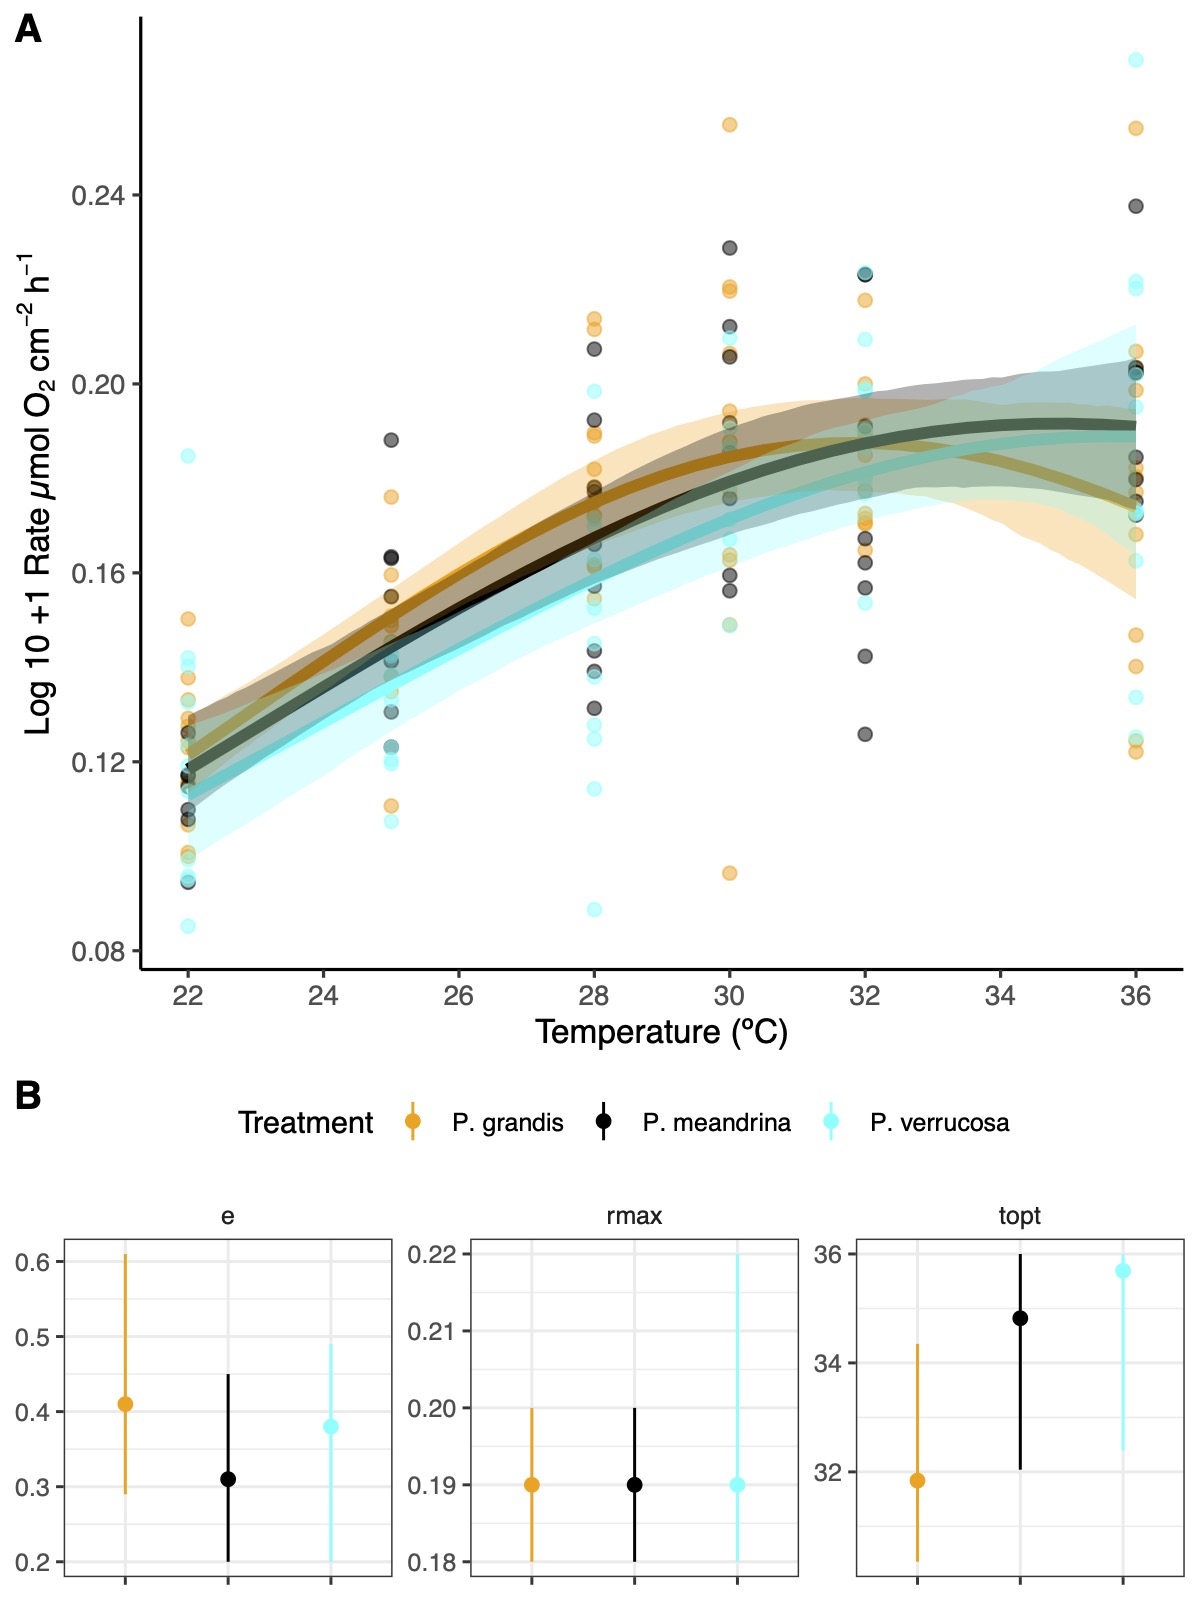 A
Log 10 +1 Rate µmol O₂ cm⁻² h⁻¹
0.24
0.20
0.16
0.12
0.08
22 24 26 28 30 32 34 36
Temperature (ºC)
B
Treatment P. grandis P. meandrina P. verrucosa
e rmax topt
0.6
0.5
0.4
0.3
0.2
0.22
0.21
0.20
0.19
0.18
36
34
32